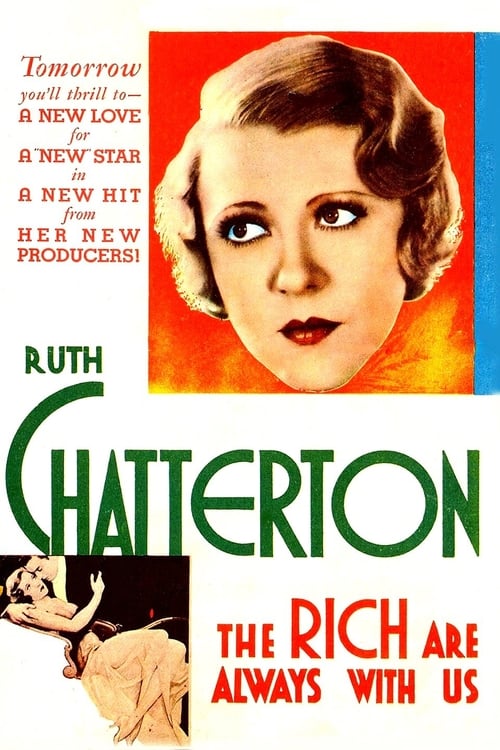 Tomorrow
you'll thrill to—
A NEW LOVE
for
A "NEW" STAR
in
A NEW HIT
from
HER NEW
PRODUCERS!
RUTH
CHATTERTON
THE RICH ARE
ALWAYS WITH US